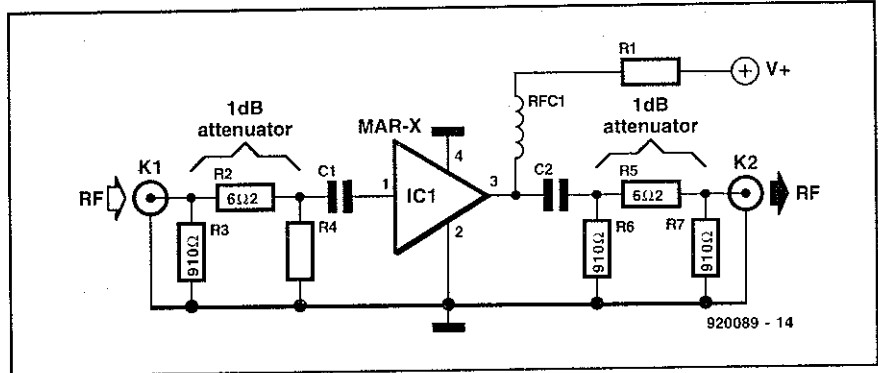 R1
V+
RFC1
1dB
attenuator
1dB
attenuator
MAR-X
K1
R2
C1
4
C2
R5
K2
RF
6Ω2
1
IC1
3
6Ω2
RF
R3
R4
2
R6
R7
910Ω
910Ω
910Ω
920089 - 14